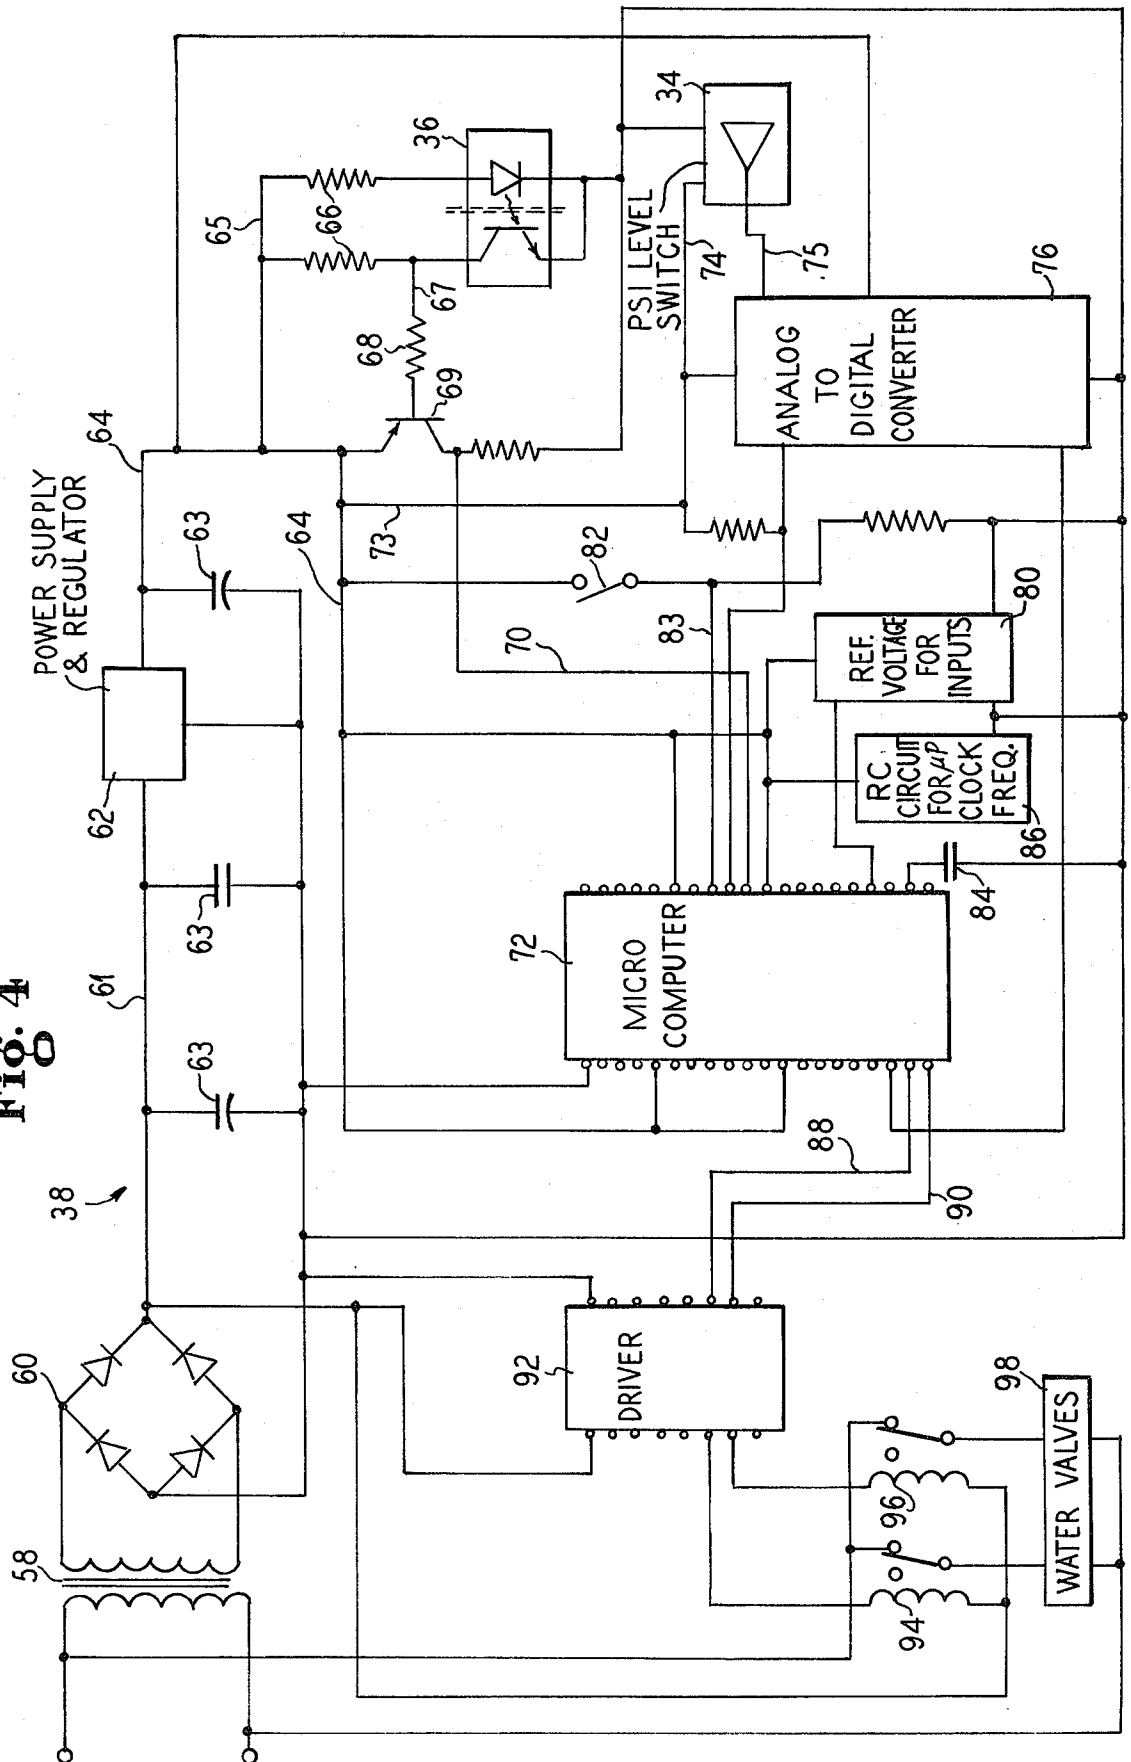 Fig. 4
38
58
60
61
62
63
63
63
POWER SUPPLY
& REGULATOR
64
64
65
66
67
68
69
36
34
PSI LEVEL
SWITCH
70
73
74
75
76
ANALOG
TO
DIGITAL
CONVERTER
82
83
80
REF.
VOLTAGE
FOR
INPUTS
RC.
CIRCUIT
FOR μP
CLOCK
FREQ.
86
84
72
MICRO
COMPUTER
88
90
92
DRIVER
94
96
98
WATER VALVES